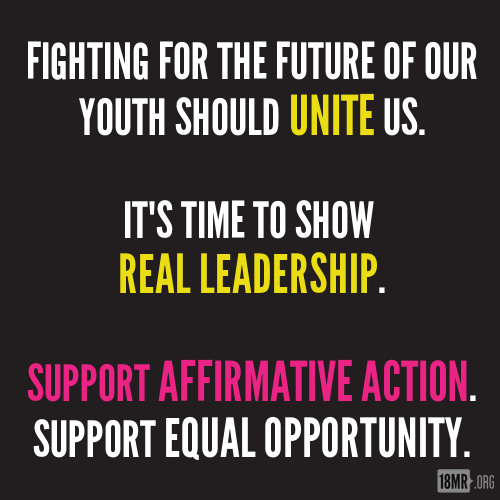 FIGHTING FOR THE FUTURE OF OUR
YOUTH SHOULD UNITE US.
IT'S TIME TO SHOW
REAL LEADERSHIP.
SUPPORT AFFIRMATIVE ACTION.
SUPPORT EQUAL OPPORTUNITY.
18MR.ORG